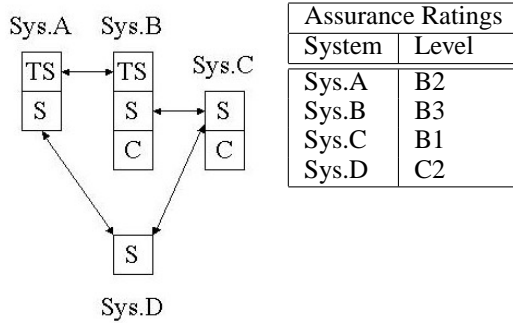 Sys.A Sys.B
Sys.C
TS TS
S S S
C C
S
Sys.D
Assurance Ratings
System Level
Sys.A B2
Sys.B B3
Sys.C B1
Sys.D C2